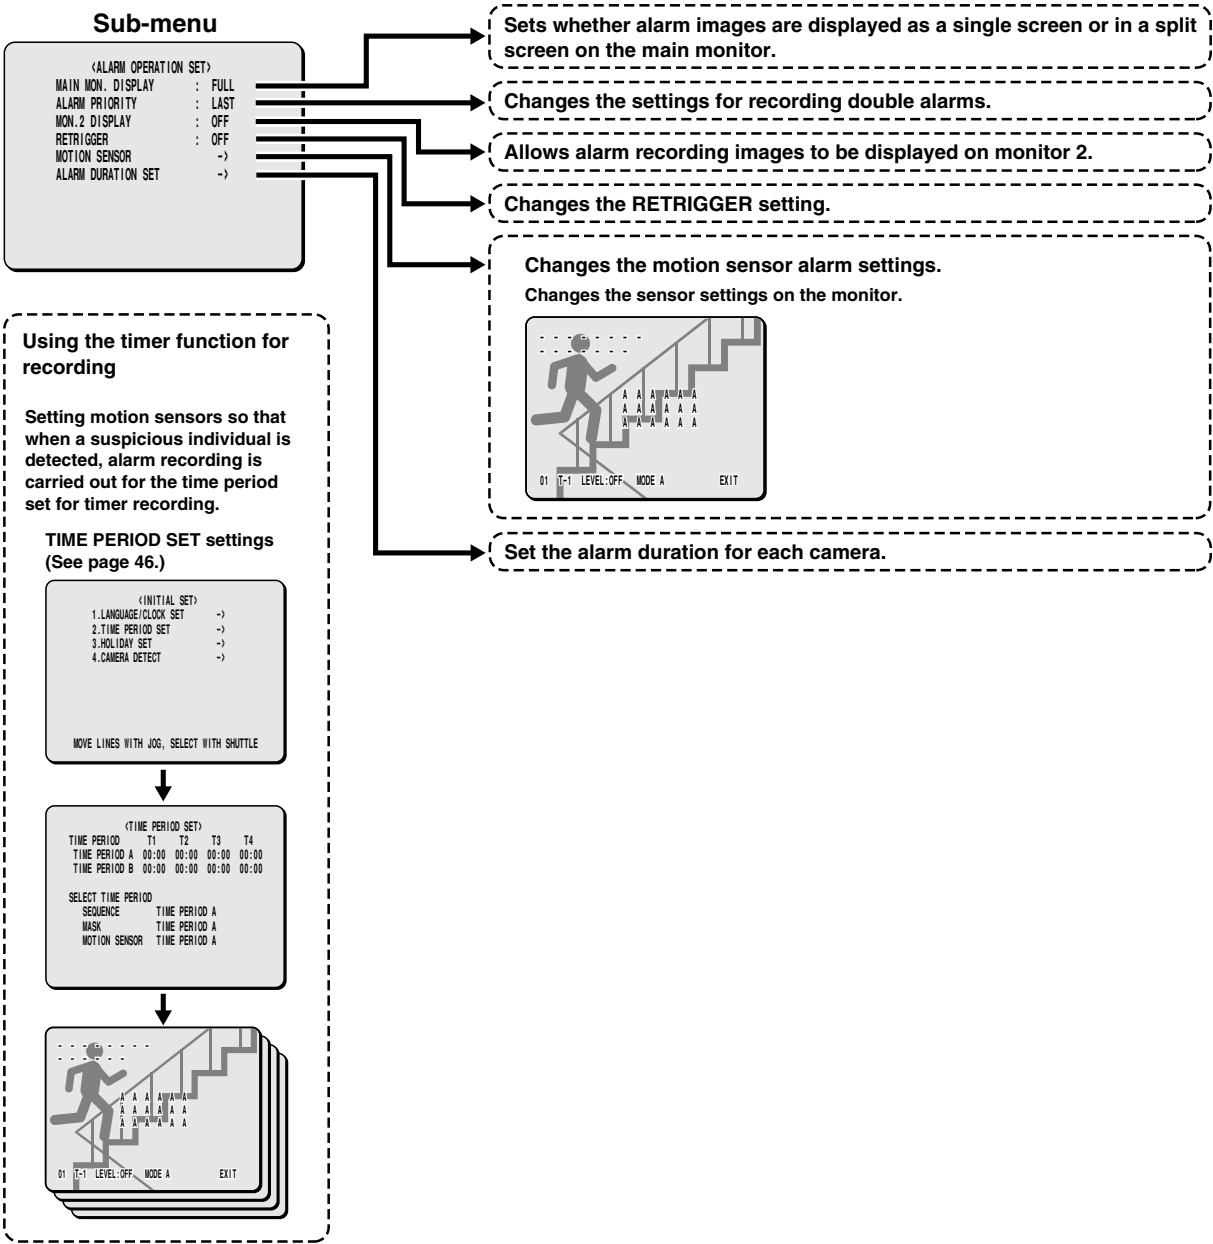 Sub-menu
<ALARM OPERATION SET>
MAIN MON. DISPLAY : FULL
ALARM PRIORITY : LAST
MON.2 DISPLAY : OFF
RETRIGGER : OFF
MOTION SENSOR ->
ALARM DURATION SET ->
Sets whether alarm images are displayed as a single screen or in a split
screen on the main monitor.
Changes the settings for recording double alarms.
Allows alarm recording images to be displayed on monitor 2.
Changes the RETRIGGER setting.
Changes the motion sensor alarm settings.
Changes the sensor settings on the monitor.
- - - - - - - -
- - - - - - -
A A A A A A
A A A A A A
A A A A A A
01 T-1 LEVEL:OFF MODE A EXIT
Set the alarm duration for each camera.
Using the timer function for
recording
Setting motion sensors so that
when a suspicious individual is
detected, alarm recording is
carried out for the time period
set for timer recording.
TIME PERIOD SET settings
(See page 46.)
<INITIAL SET>
1.LANGUAGE/CLOCK SET ->
2.TIME PERIOD SET ->
3.HOLIDAY SET ->
4.CAMERA DETECT ->
MOVE LINES WITH JOG, SELECT WITH SHUTTLE
<TIME PERIOD SET>
TIME PERIOD T1 T2 T3 T4
TIME PERIOD A 00:00 00:00 00:00 00:00
TIME PERIOD B 00:00 00:00 00:00 00:00
SELECT TIME PERIOD
SEQUENCE TIME PERIOD A
MASK TIME PERIOD A
MOTION SENSOR TIME PERIOD A
- - - - - - - -
- - - - - -
A A A A A A
A A A A A A
A A A A A A
01 T-1 LEVEL:OFF MODE A EXIT